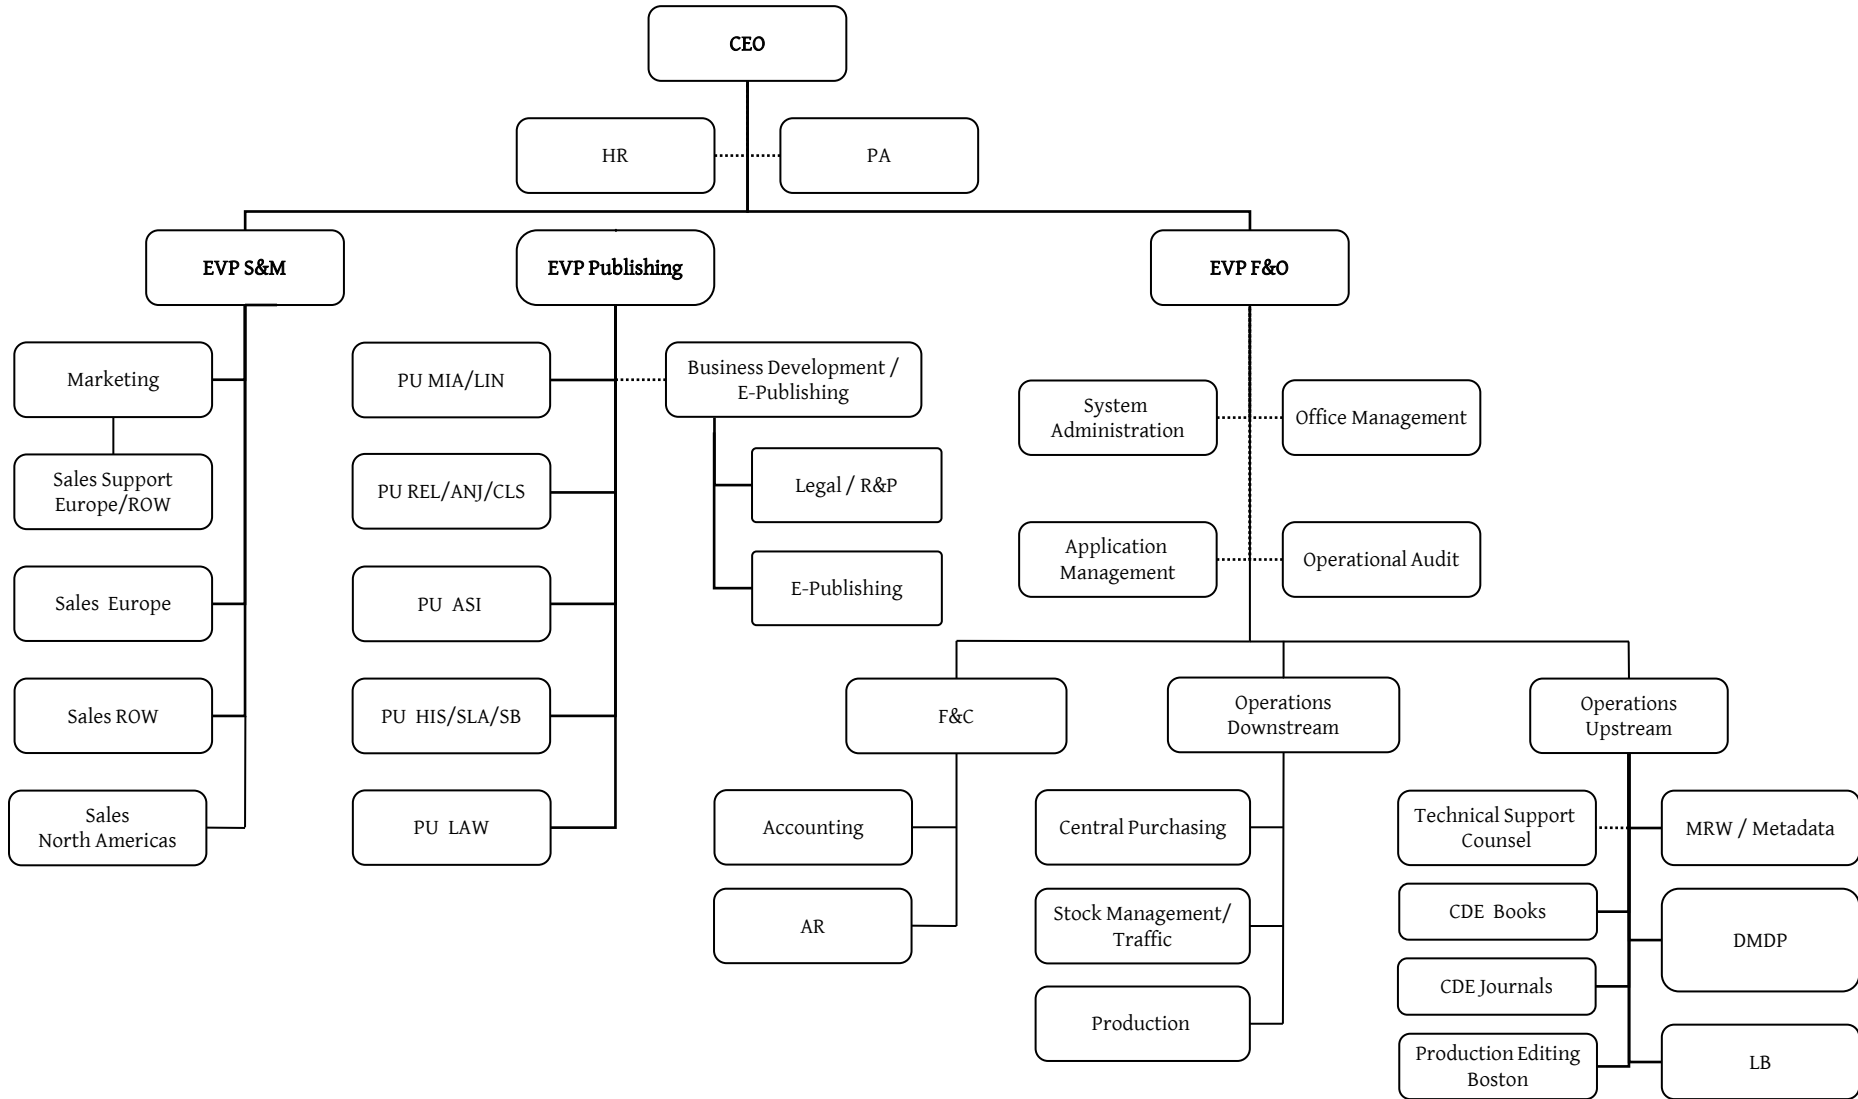 CEO
HR
PA
EVP S&M
EVP Publishing
EVP F&O
Marketing
Sales Support
Europe/ROW
Sales Europe
Sales ROW
Sales
North Americas
PU MIA/LIN
PU REL/ANJ/CLS
PU ASI
PU HIS/SLA/SB
PU LAW
Business Development /
E-Publishing
Legal / R&P
E-Publishing
System
Administration
Office Management
Application
Management
Operational Audit
F&C
Operations
Downstream
Operations
Upstream
Accounting
AR
Central Purchasing
Stock Management/
Traffic
Production
Technical Support
Counsel
MRW / Metadata
CDE Books
DMDP
CDE Journals
Production Editing
Boston
LB